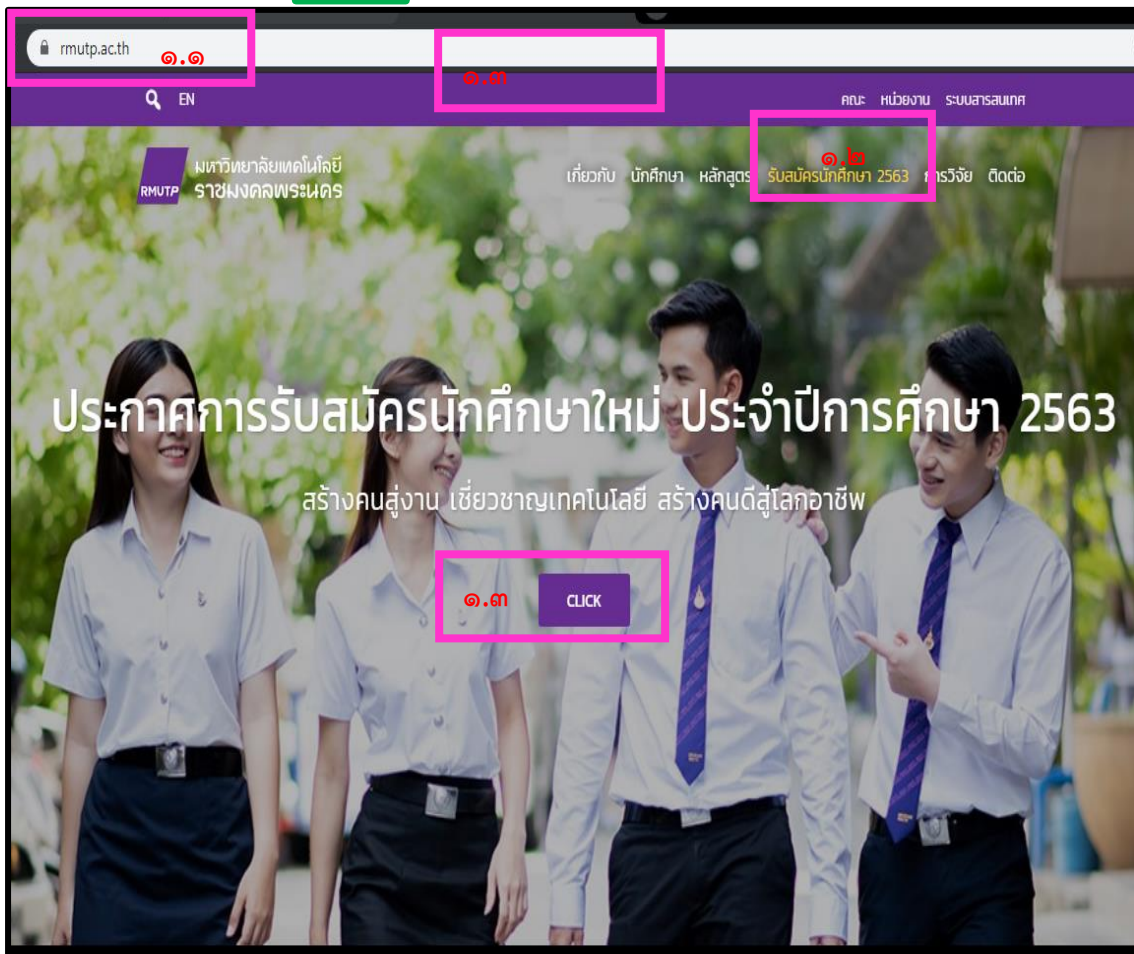 rmutp.ac.th
๑.๑
๑.๓
EN
คณะ หน่วยงาน ระบบสารสนเทศ
๑.๒
มหาวิทยาลัยเทคโนโลยี
ราชมงคลพระนคร
RMUTP
เกี่ยวกับ นักศึกษา หลักสูตร รับสมัครนักศึกษา 2563 การวิจัย ติดต่อ
ประกาศการรับสมัครนักศึกษาใหม่ ประจำปีการศึกษา 2563
สร้างคนสู่งาน เชี่ยวชาญเทคโนโลยี สร้างคนดีสู่โลกอาชีพ
๑.๓
CLICK